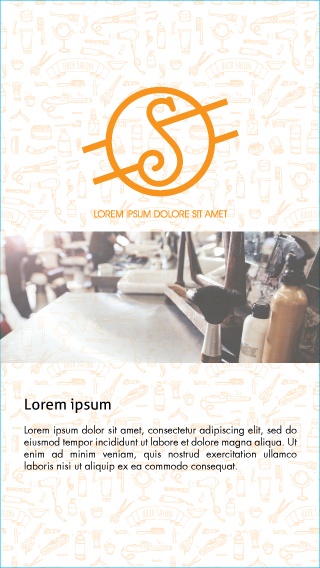 S
LOREM IPSUM DOLORE SIT AMET
Lorem ipsum
Lorem ipsum dolor sit amet, consectetur adipiscing elit, sed do
eiusmod tempor incididunt ut labore et dolore magna aliqua. Ut
enim ad minim veniam, quis nostrud exercitation ullamco
laboris nisi ut aliquip ex ea commodo consequat.